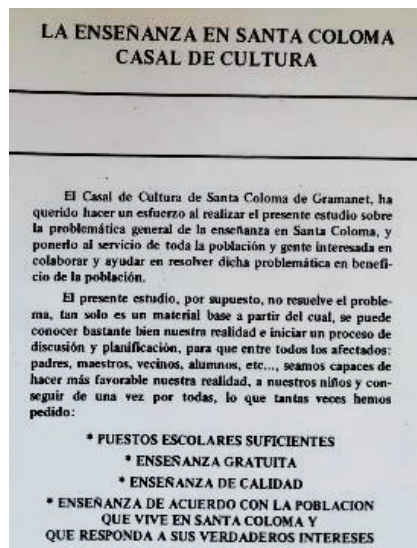 LA ENSEÑANZA EN SANTA COLOMA
CASAL DE CULTURA
El Casal de Cultura de Santa Coloma de Gramanet, ha
querido hacer un esfuerzo al realizar el presente estudio sobre
la problemática general de la enseñanza en Santa Coloma, y
ponerlo al servicio de toda la población y gente interesada en
colaborar y ayudar en resolver dicha problemática en benefi-
cio de la población.
El presente estudio, por supuesto, no resuelve el proble-
ma, tan solo es un material base a partir del cual, se puede
conocer bastante bien nuestra realidad e iniciar un proceso de
discusión y planificación, para que entre todos los afectados:
padres, maestros, vecinos, alumnos, etc..., seamos capaces de
hacer más favorable nuestra realidad, a nuestros niños y con-
seguir de una vez por todas, lo que tantas veces hemos
pedido:
* PUESTOS ESCOLARES SUFICIENTES
* ENSEÑANZA GRATUITA
* ENSEÑANZA DE CALIDAD
* ENSEÑANZA DE ACUERDO CON LA POBLACION
QUE VIVE EN SANTA COLOMA Y
QUE RESPONDA A SUS VERDADEROS INTERESES